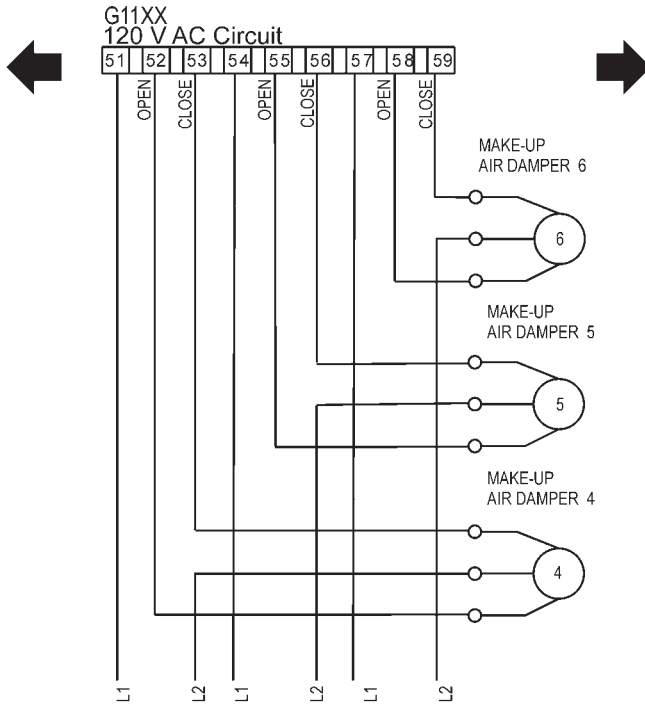 G11XX
120 V AC Circuit
51 52 53 54 55 56 57 58 59
OPEN
CLOSE
OPEN
CLOSE
OPEN
CLOSE
MAKE-UP
AIR DAMPER 6
6
MAKE-UP
AIR DAMPER 5
5
MAKE-UP
AIR DAMPER 4
4
L1
L2
L1
L2
L1
L2